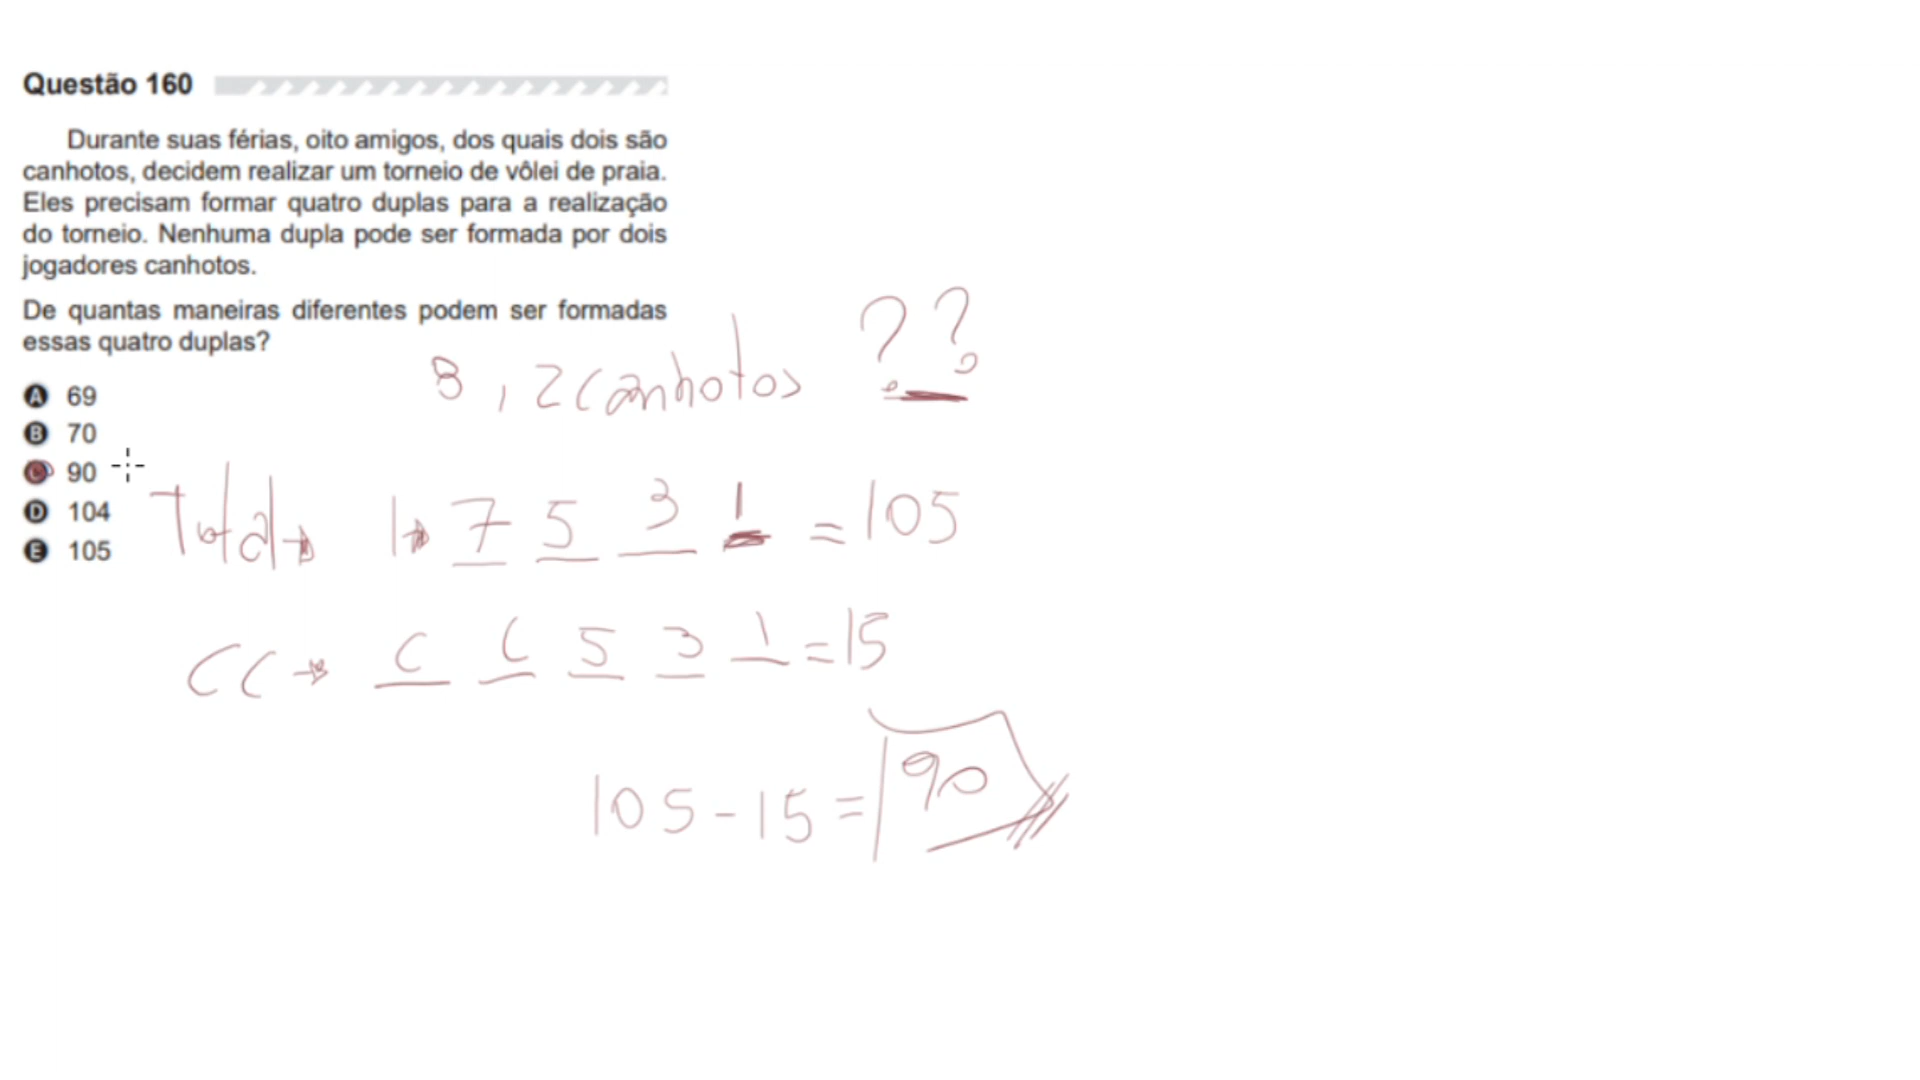 Questão 160
Durante suas férias, oito amigos, dos quais dois são
canhotos, decidem realizar um torneio de vôlei de praia.
Eles precisam formar quatro duplas para a realização
do torneio. Nenhuma dupla pode ser formada por dois
jogadores canhotos.
De quantas maneiras diferentes podem ser formadas
essas quatro duplas?
A 69
B 70
C 90
D 104
E 105
8, 2 canhotos ??
Total→ 1→ 7 5 3 1 = 105
CC → C C 5 3 1 = 15
105 - 15 = 90